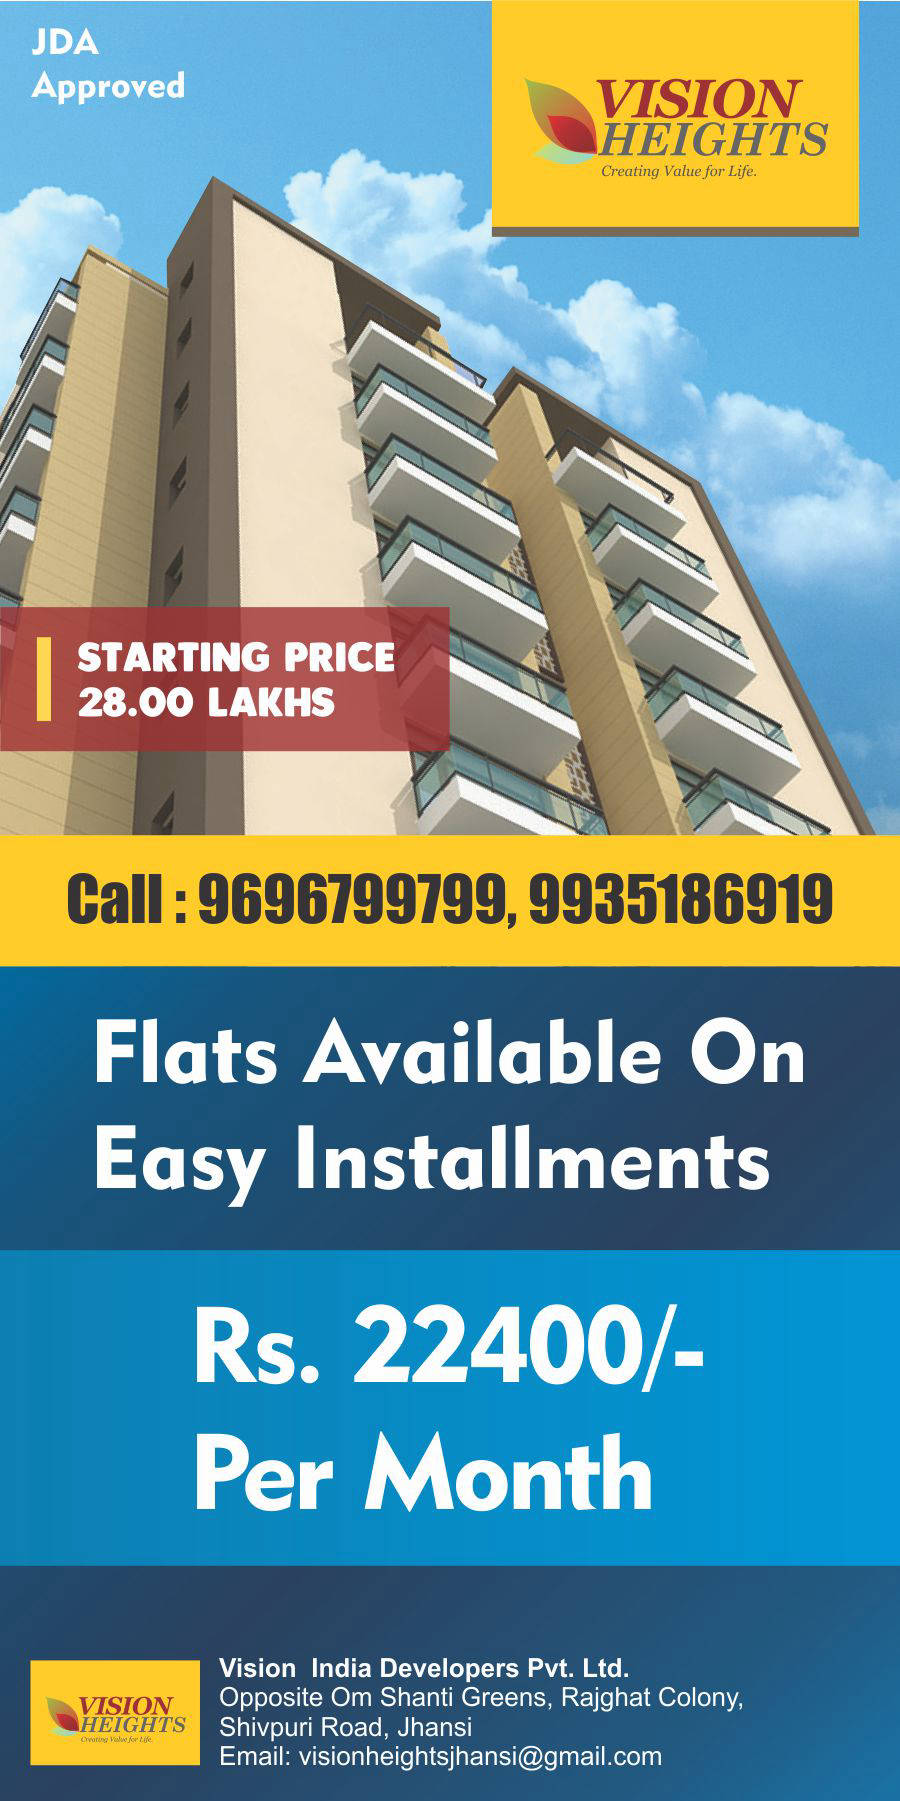 JDA
Approved
VISION
HEIGHTS
Creating Value for Life.
STARTING PRICE
28.00 LAKHS
Call : 9696799799, 9935186919
Flats Available On
Easy Installments
Rs. 22400/-
Per Month
VISION
HEIGHTS
Creating Value for Life.
Vision India Developers Pvt. Ltd.
Opposite Om Shanti Greens, Rajghat Colony,
Shivpuri Road, Jhansi
Email: visionheightsjhansi@gmail.com